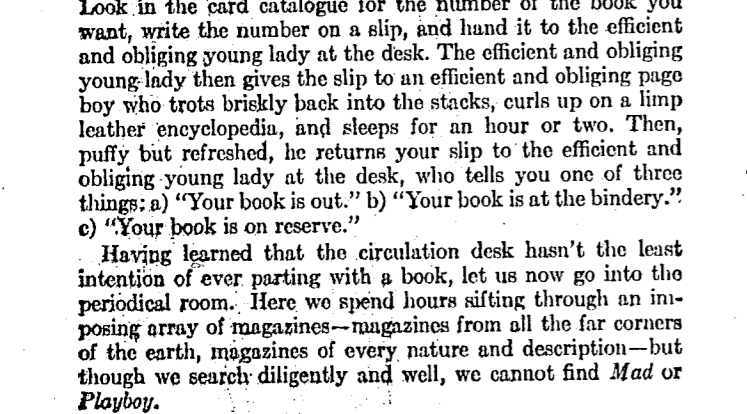 Look in the card catalogue for the number of the book you
want, write the number on a slip, and hand it to the efficient
and obliging young lady at the desk. The efficient and obliging
young lady then gives the slip to an efficient and obliging page
boy who trots briskly back into the stacks, curls up on a limp
leather encyclopedia, and sleeps for an hour or two. Then,
puffy but refreshed, he returns your slip to the efficient and
obliging young lady at the desk, who tells you one of three
things: a) “Your book is out.” b) “Your book is at the bindery.”
c) “Your book is on reserve.”
Having learned that the circulation desk hasn’t the least
intention of ever parting with a book, let us now go into the
periodical room. Here we spend hours sifting through an im-
posing array of magazines—magazines from all the far corners
of the earth, magazines of every nature and description—but
though we search diligently and well, we cannot find Mad or
Playboy.